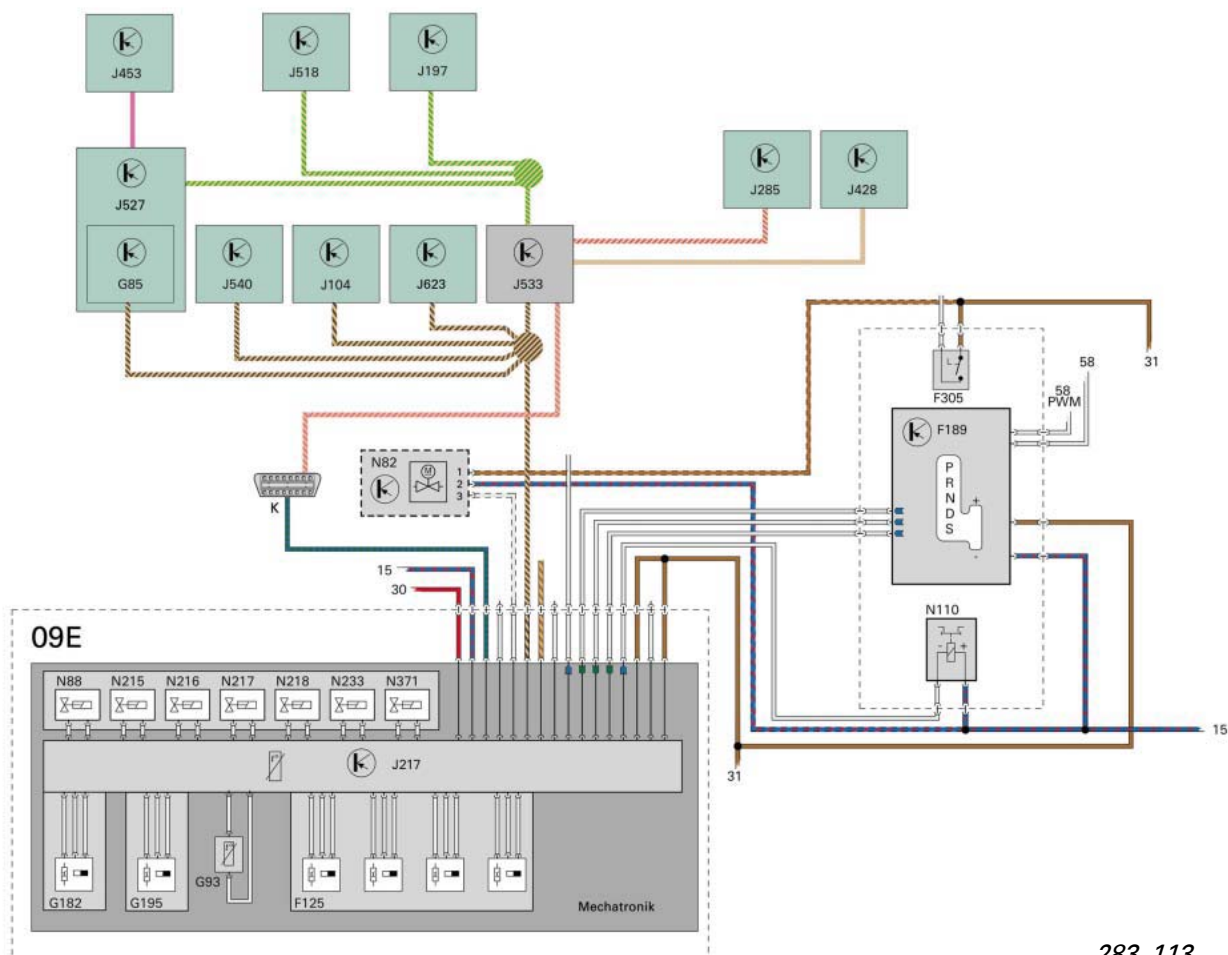 J453
J518
J197
J527
J285
J428
G85
J540
J104
J623
J533
31
58
58
PWM
F305
F189
N82
1
2
3
P
R
N
D
S
+
-
K
15
30
N110
- +
09E
N88 N215 N216 N217 N218 N233 N371
15
J217
31
G93
G182
G195
F125
Mechatronik
283_113